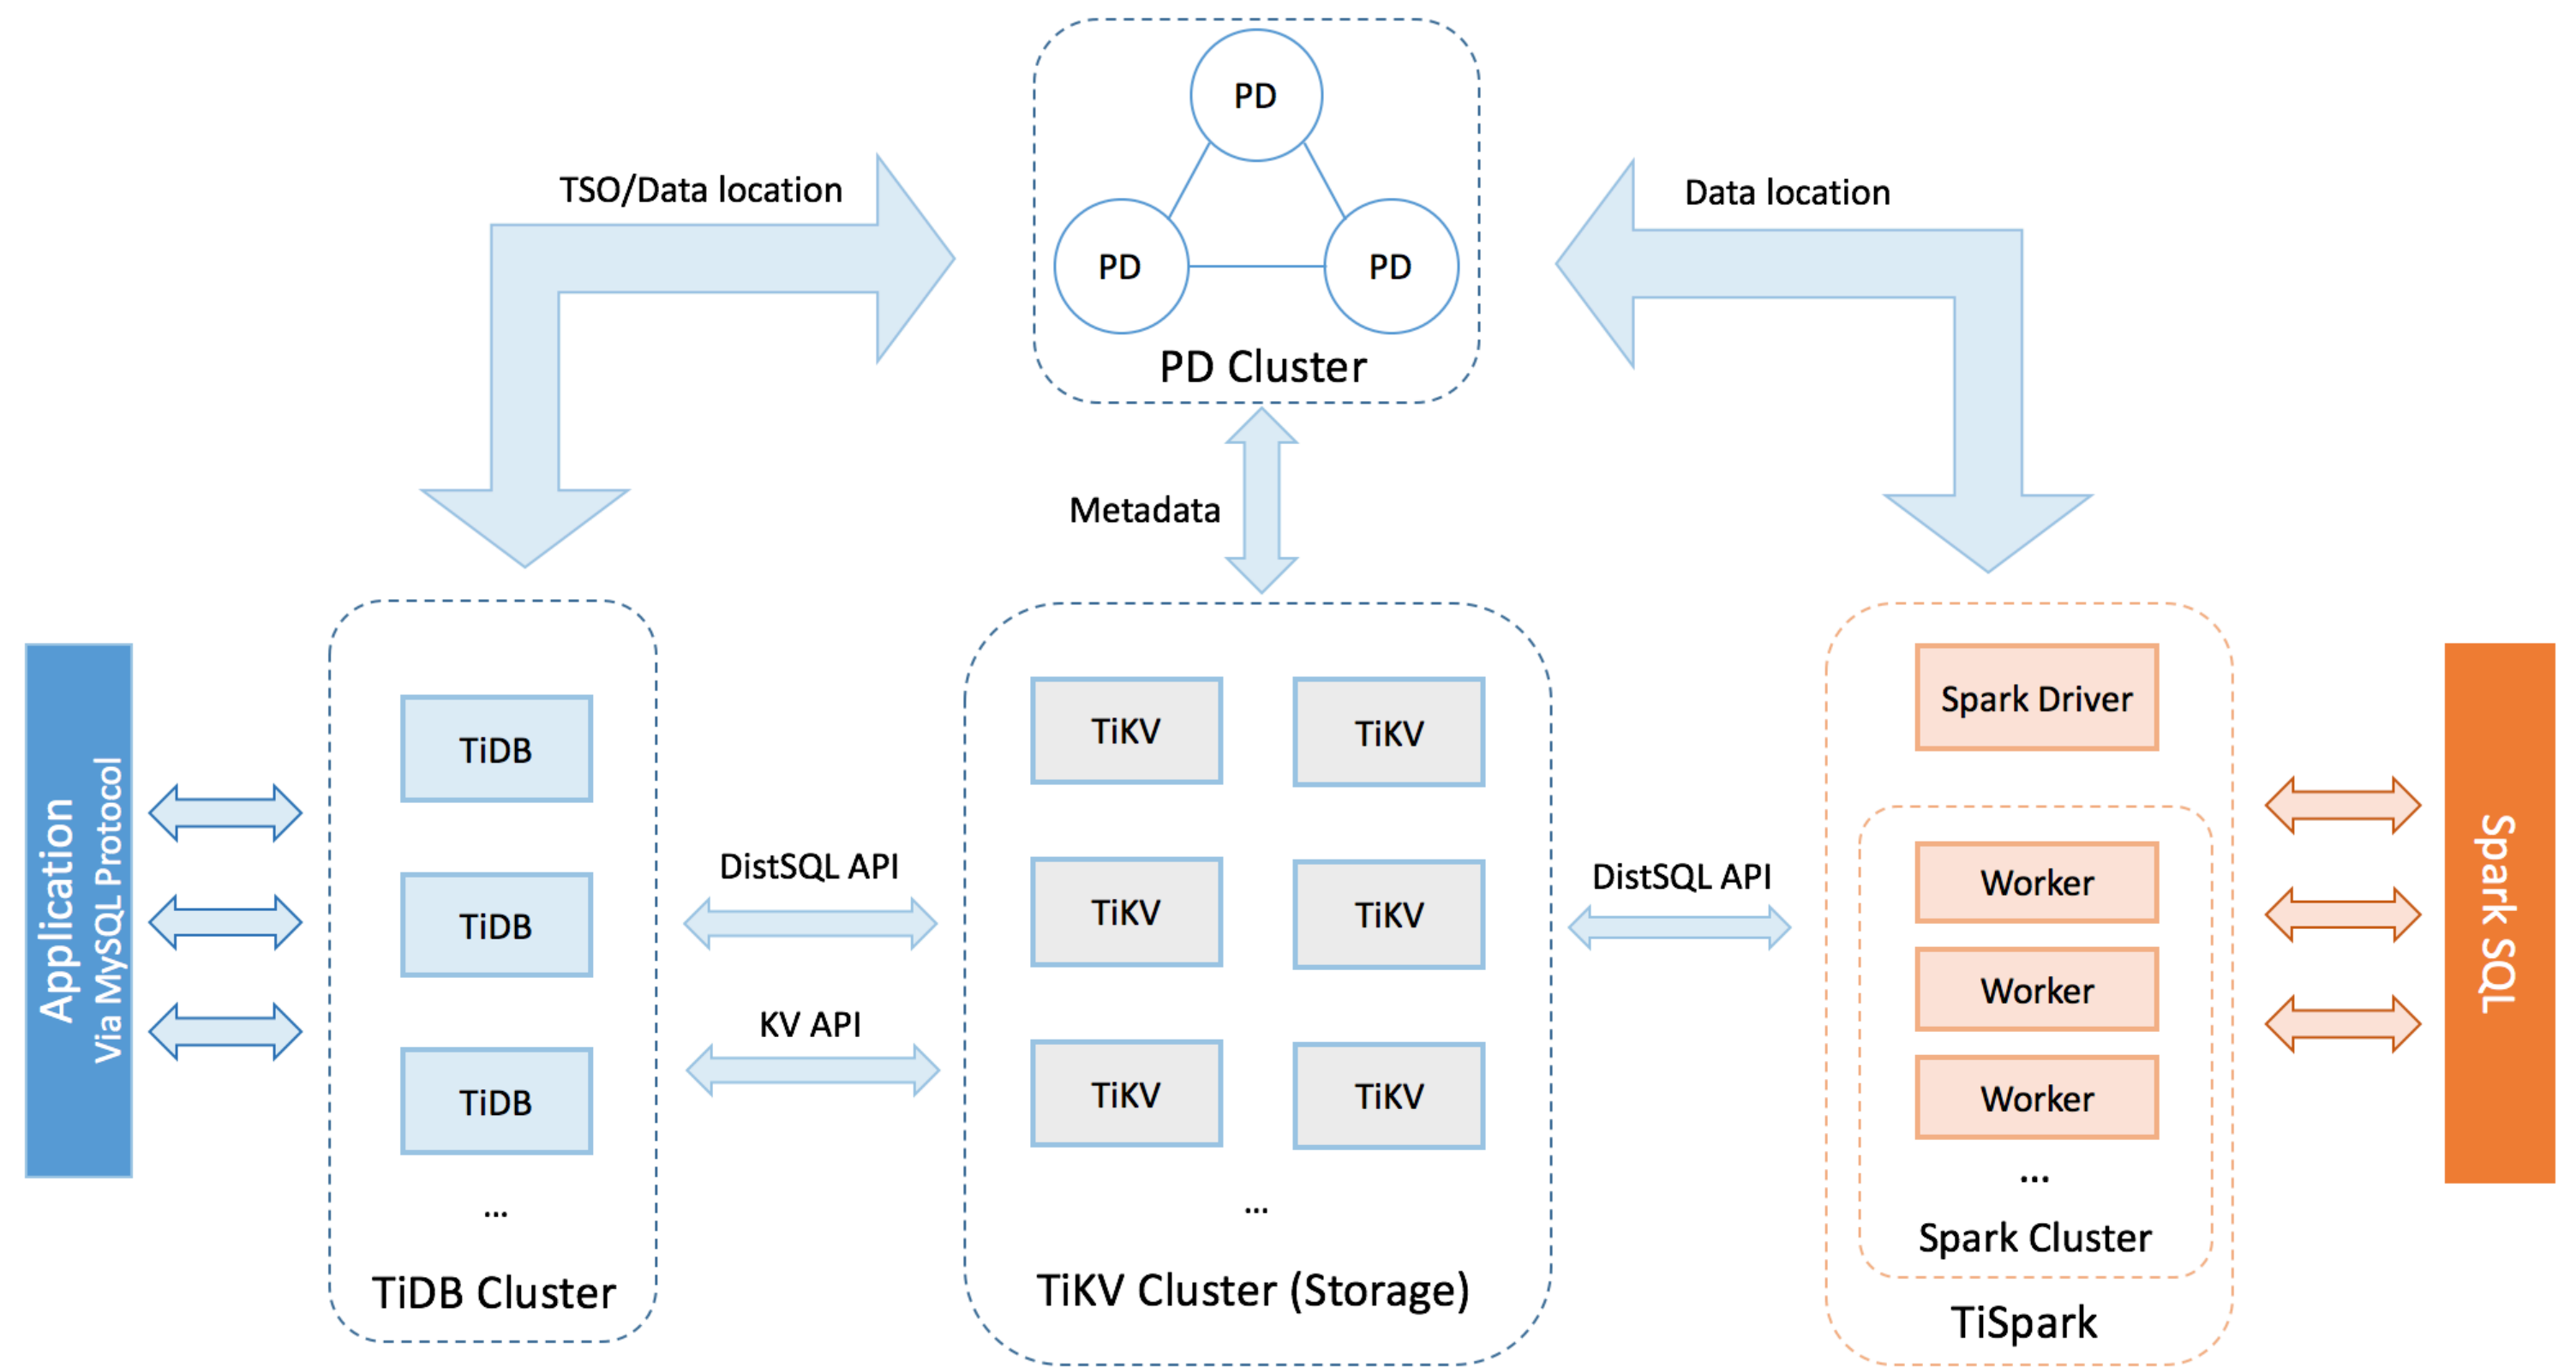 PD
PD
PD
PD Cluster
TSO/Data location
Data location
Metadata
Application
Via MySQL Protocol
TiDB
TiDB
TiDB
...
TiDB Cluster
DistSQL API
KV API
TiKV
TiKV
TiKV
TiKV
TiKV
TiKV
...
TiKV Cluster (Storage)
DistSQL API
Spark Driver
Worker
Worker
Worker
...
Spark Cluster
TiSpark
Spark SQL